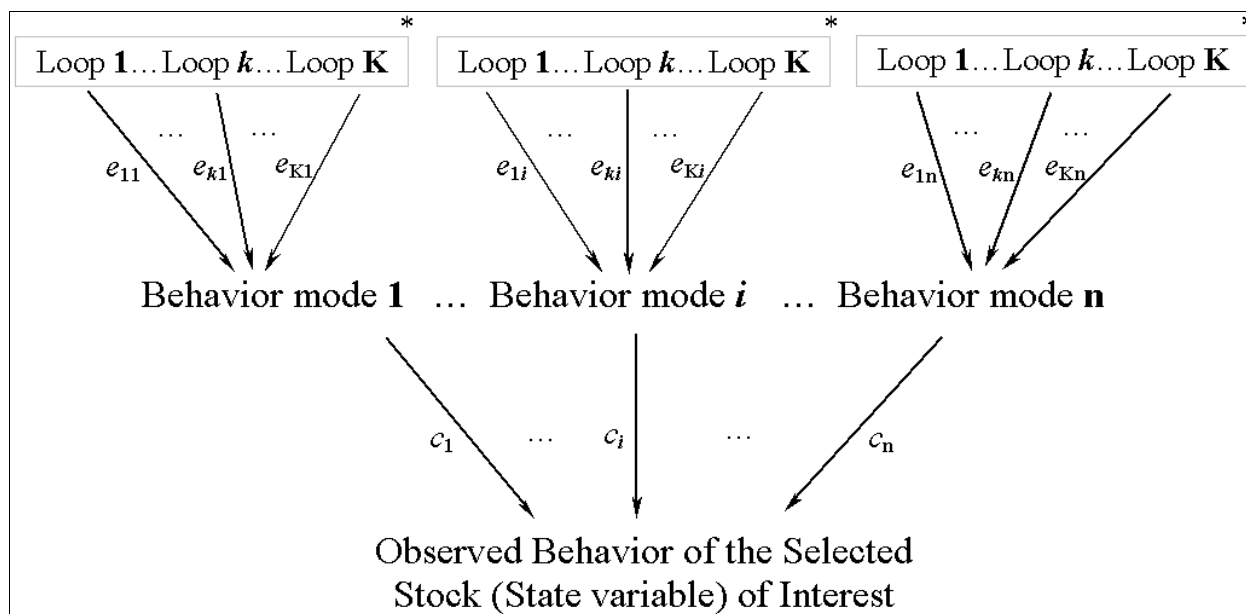 * * *
Loop 1...Loop k...Loop K Loop 1...Loop k...Loop K Loop 1...Loop k...Loop K
... ... ... ... ... ...
e11 ek1 eK1 e1i eki eKi e1n ekn eKn
Behavior mode 1 ... Behavior mode i ... Behavior mode n
c1 ... ci ... cn
Observed Behavior of the Selected
Stock (State variable) of Interest